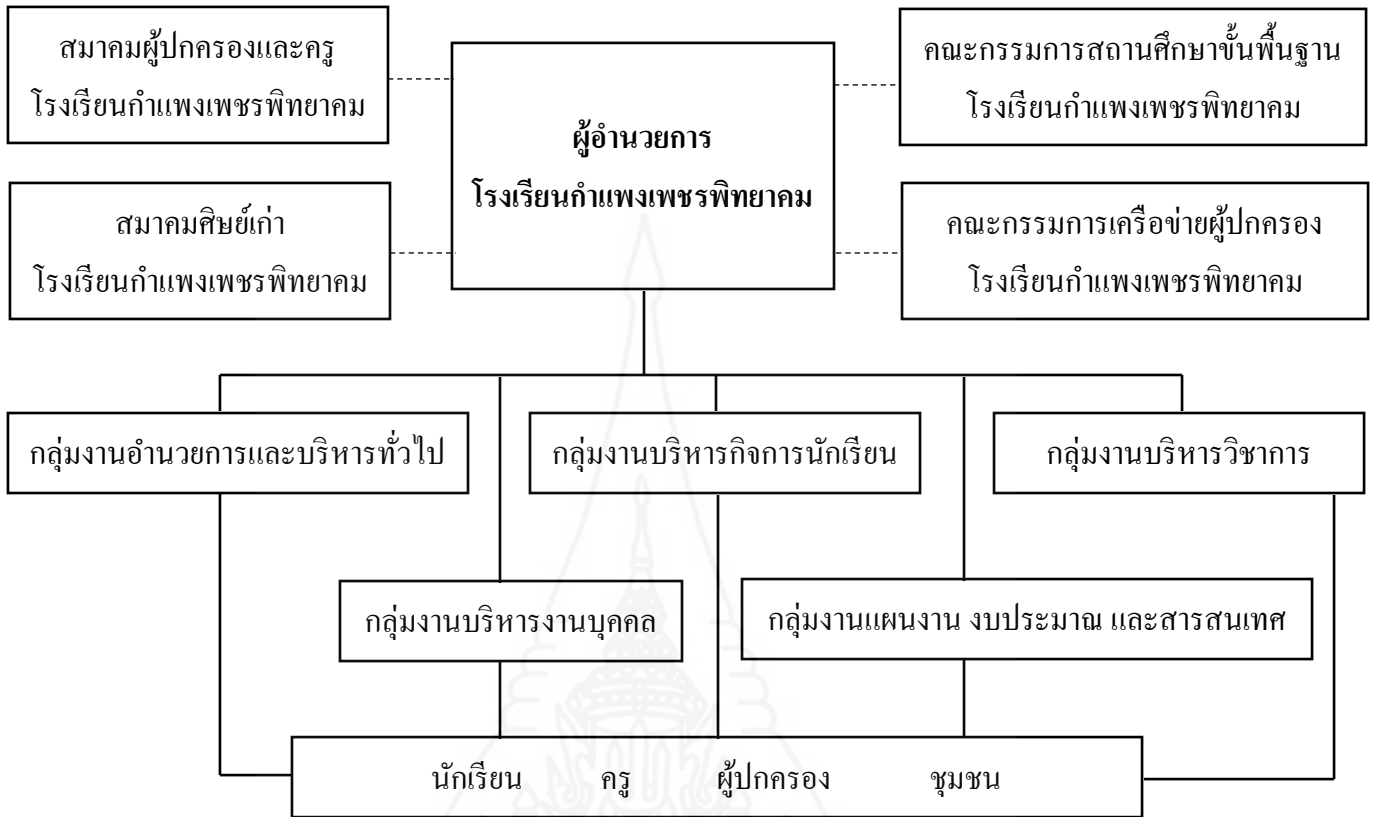 สมาคมผู้ปกครองและครู
โรงเรียนกำแพงเพชรพิทยาคม
ผู้อำนวยการ
โรงเรียนกำแพงเพชรพิทยาคม
คณะกรรมการสถานศึกษาขั้นพื้นฐาน
โรงเรียนกำแพงเพชรพิทยาคม
สมาคมศิษย์เก่า
โรงเรียนกำแพงเพชรพิทยาคม
คณะกรรมการเครือข่ายผู้ปกครอง
โรงเรียนกำแพงเพชรพิทยาคม
กลุ่มงานอำนวยการและบริหารทั่วไป
กลุ่มงานบริหารกิจการนักเรียน
กลุ่มงานบริหารวิชาการ
กลุ่มงานบริหารงานบุคคล
กลุ่มงานแผนงาน งบประมาณ และสารสนเทศ
นักเรียน ครู ผู้ปกครอง ชุมชน